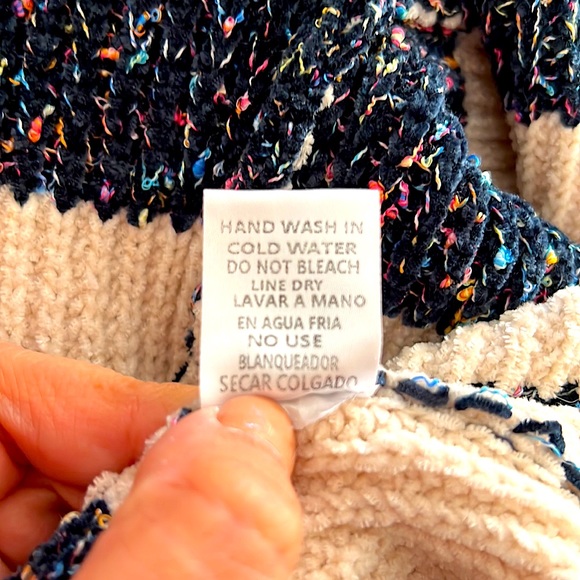 HAND WASH IN
COLD WATER
DO NOT BLEACH
LINE DRY
LAVAR A MANO
EN AGUA FRIA
NO USE
BLANQUEADOR
SECAR COLGADO